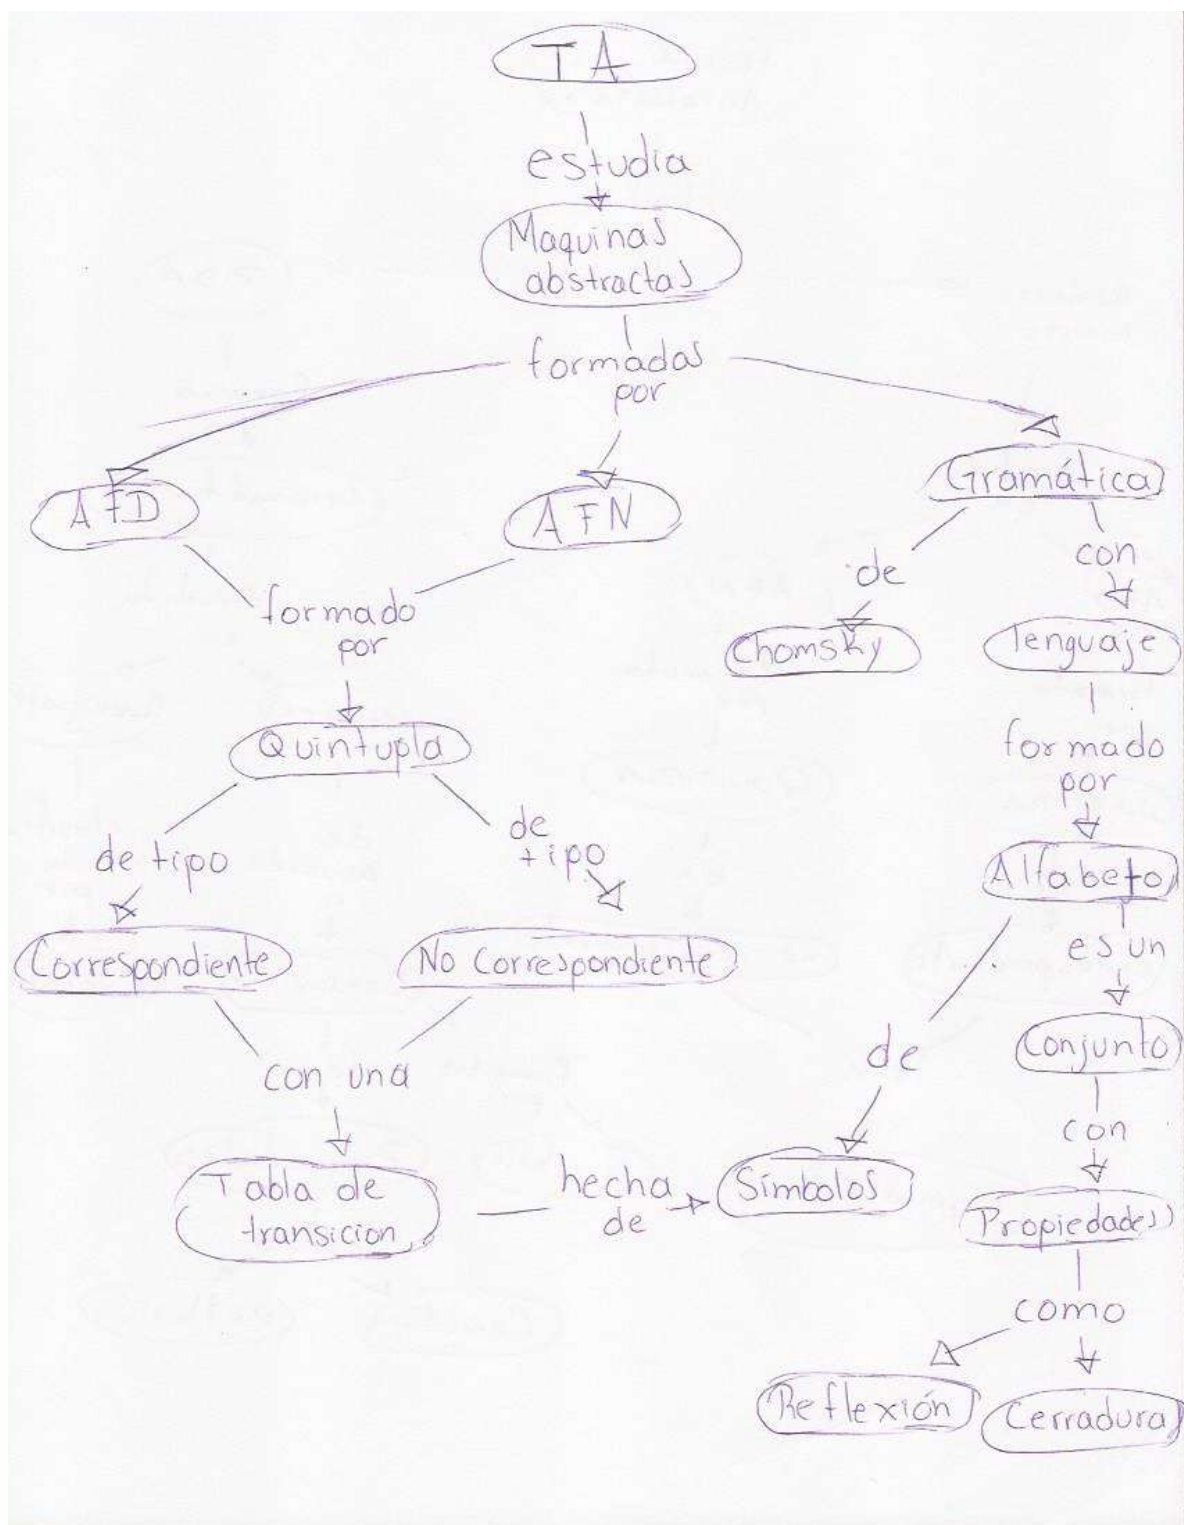 TA
estudia
Maquinas
abstractas
formadas
por
AFD
AFN
Gramática
formado
por
de
con
Chomsky
lenguaje
Quintupla
formado
por
de tipo
de
tipo
Alfabeto
Correspondiente
No Correspondiente
es un
con una
de
Conjunto
con
Tabla de
transicion
hecha
de
Símbolos
Propiedades
como
Reflexión
Cerradura